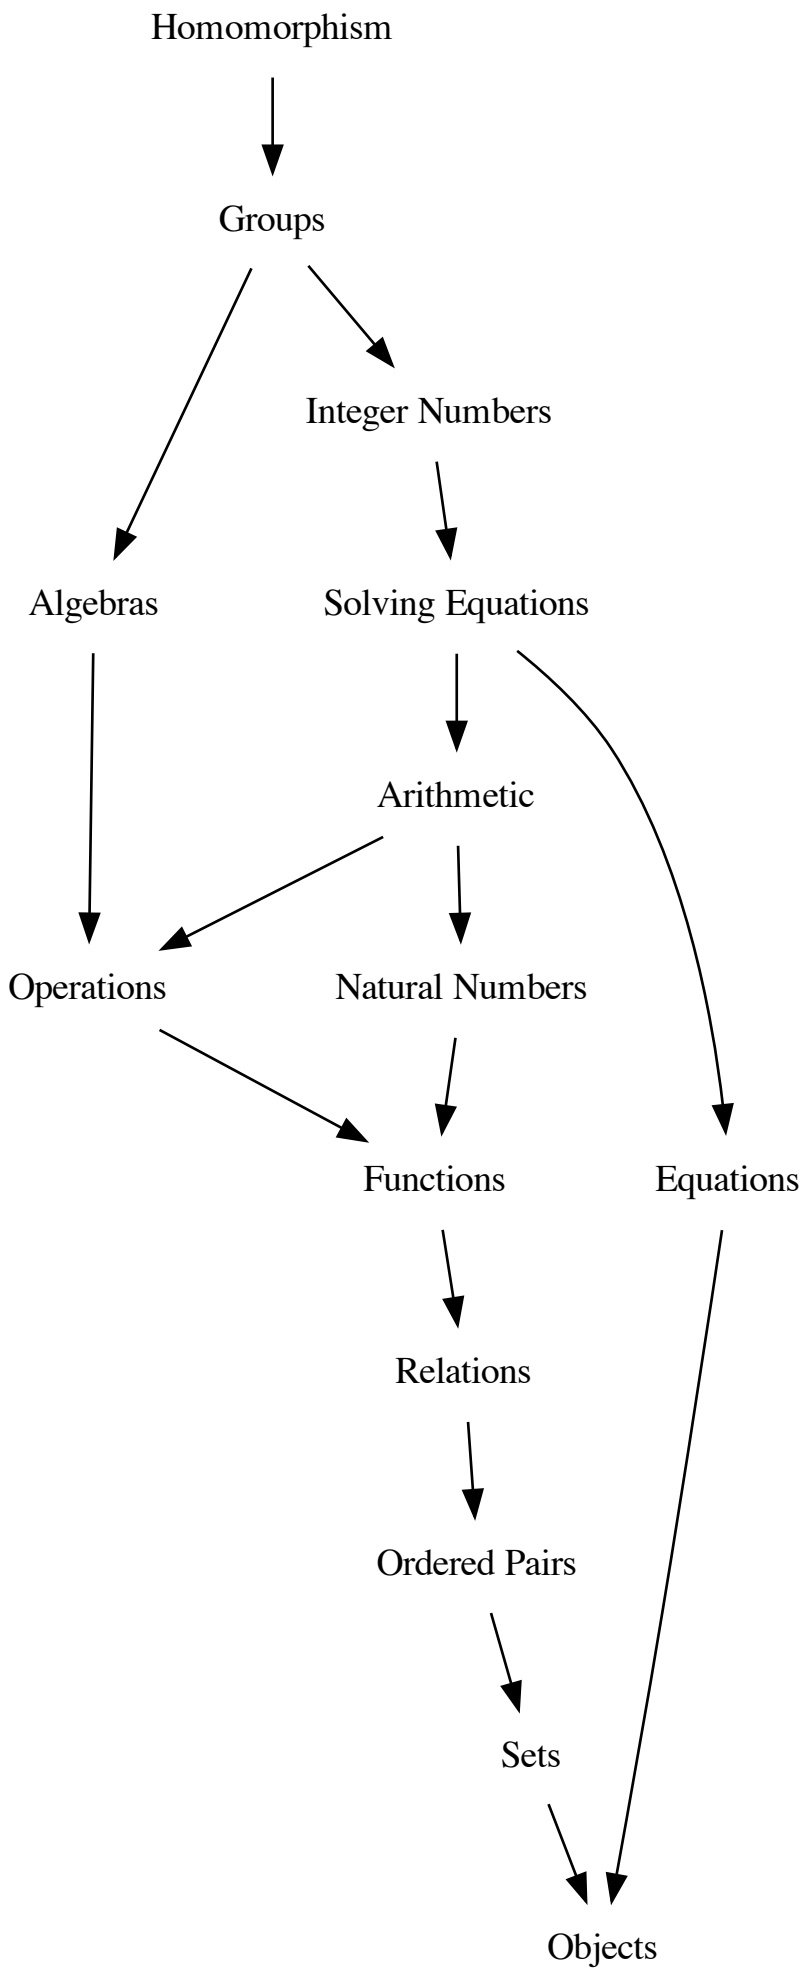 Homomorphism
Groups
Integer Numbers
Algebras
Solving Equations
Arithmetic
Operations
Natural Numbers
Functions
Equations
Relations
Ordered Pairs
Sets
Objects